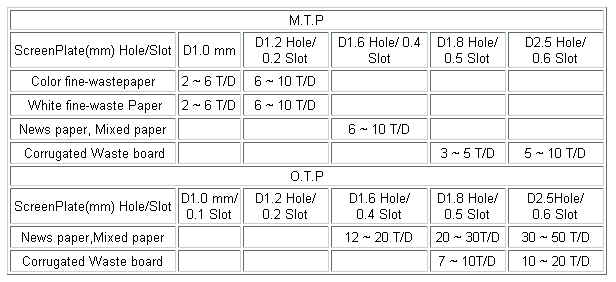 M.T.P
ScreenPlate(mm) Hole/Slot D1.0 mm D1.2 Hole/ 0.2 Slot D1.6 Hole/ 0.4 Slot D1.8 Hole/ 0.5 Slot D2.5 Hole/ 0.6 Slot
Color fine-wastepaper 2 ~ 6 T/D 6 ~ 10 T/D
White fine-waste Paper 2 ~ 6 T/D 6 ~ 10 T/D
News paper, Mixed paper 6 ~ 10 T/D
Corrugated Waste board 3 ~ 5 T/D 5 ~ 10 T/D
O.T.P
ScreenPlate(mm) Hole/Slot D1.0 mm/ 0.1 Slot D1.2 Hole/ 0.2 Slot D1.6 Hole/ 0.4 Slot D1.8 Hole/ 0.5 Slot D2.5Hole/ 0.6 Slot
News paper,Mixed paper 12 ~ 20 T/D 20 ~ 30T/D 30 ~ 50 T/D
Corrugated Waste board 7 ~ 10T/D 10 ~ 20 T/D